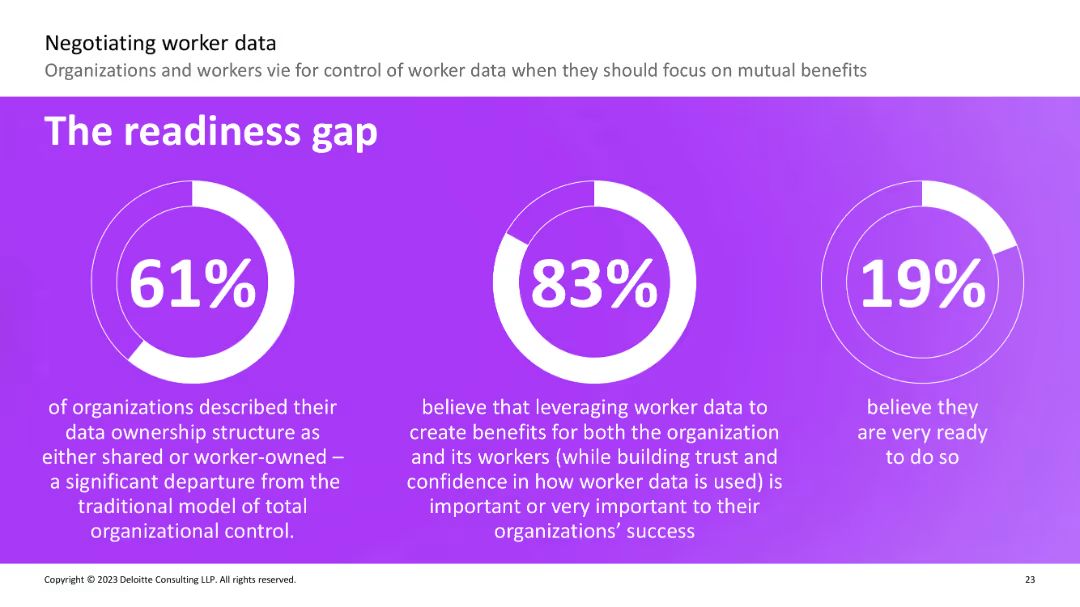 Negotiating worker data
Organizations and workers vie for control of worker data when they should focus on mutual benefits
The readiness gap
61%
of organizations described their
data ownership structure as
either shared or worker-owned –
a significant departure from the
traditional model of total
organizational control.
83%
believe that leveraging worker data to
create benefits for both the organization
and its workers (while building trust and
confidence in how worker data is used) is
important or very important to their
organizations’ success
19%
believe they
are very ready
to do so
Copyright © 2023 Deloitte Consulting LLP. All rights reserved.
23